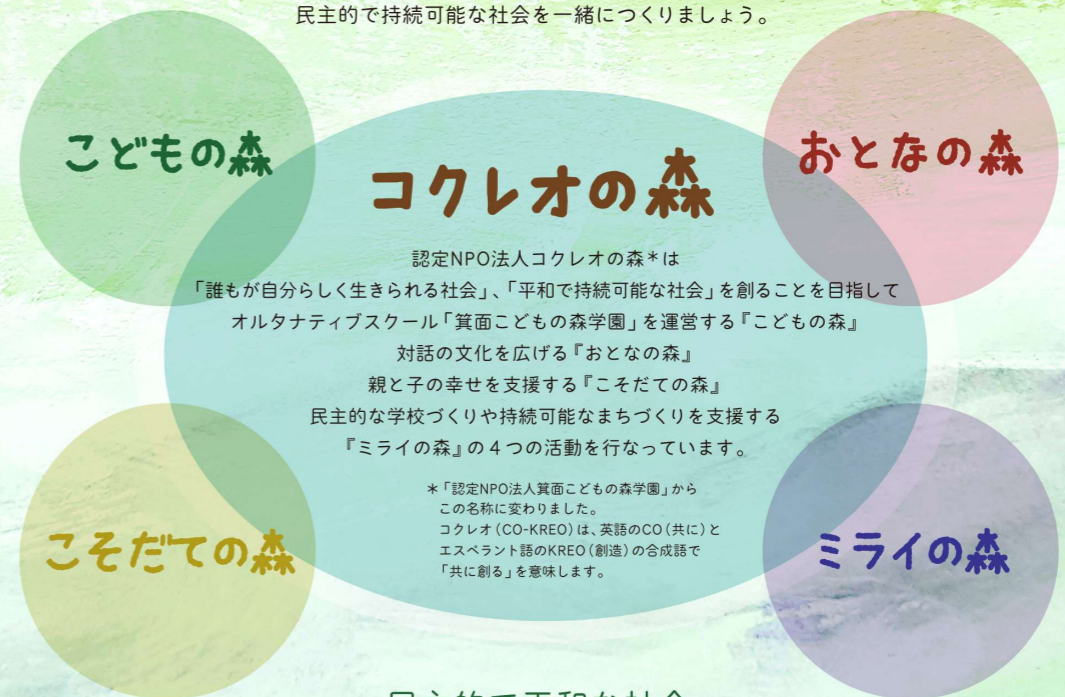 民主的で持続可能な社会を一緒につくりましょう。
こどもの森
おとなの森
コクレオの森
認定NPO法人コクレオの森＊は
「誰もが自分らしく生きられる社会」、「平和で持続可能な社会」を創ることを目指して
オルタナティブスクール「箕面こどもの森学園」を運営する『こどもの森』
対話の文化を広げる『おとなの森』
親と子の幸せを支援する『こそだての森』
民主的な学校づくりや持続可能なまちづくりを支援する
『ミライの森』の４つの活動を行なっています。
＊「認定NPO法人箕面こどもの森学園」から
この名称に変わりました。
コクレオ（CO-KREO）は、英語のCO（共に）と
エスペラント語のKREO（創造）の合成語で
「共に創る」を意味します。
こそだての森
ミライの森
民主的で平和な社会